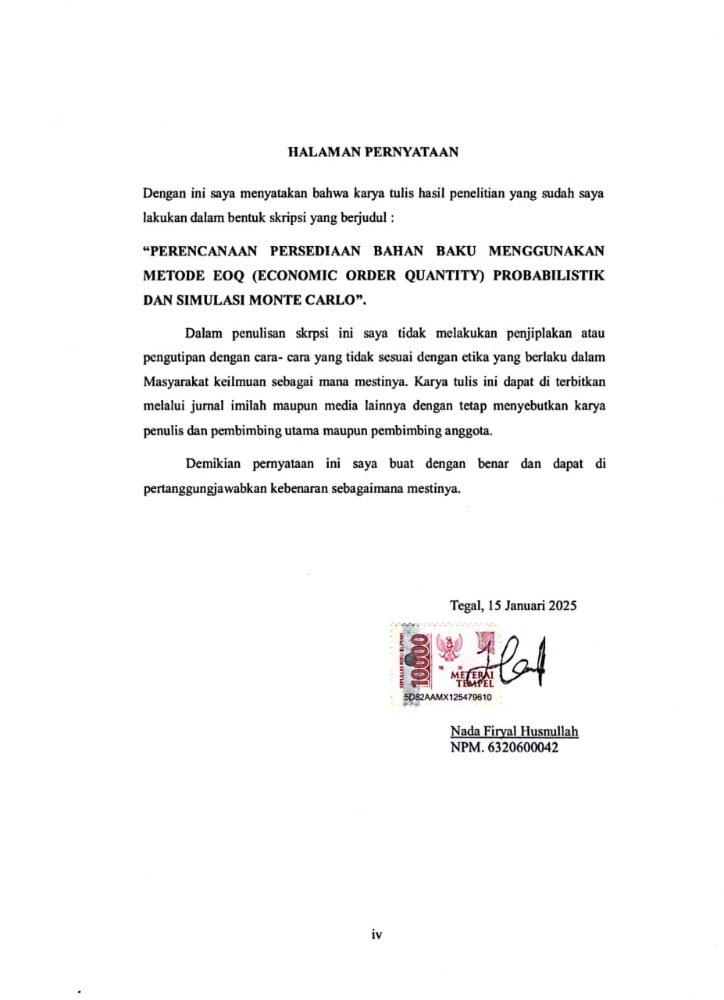 HALAMAN PERNYATAAN
Dengan ini saya menyatakan bahwa karya tulis hasil penelitian yang sudah saya
lakukan dalam bentuk skripsi yang berjudul :
“PERENCANAAN PERSEDIAAN BAHAN BAKU MENGGUNAKAN
METODE EOQ (ECONOMIC ORDER QUANTITY) PROBABILISTIK
DAN SIMULASI MONTE CARLO”.
Dalam penulisan skrpsi ini saya tidak melakukan penjiplakan atau
pengutipan dengan cara- cara yang tidak sesuai dengan etika yang berlaku dalam
Masyarakat keilmuan sebagai mana mestinya. Karya tulis ini dapat di terbitkan
melalui jurnal imilah maupun media lainnya dengan tetap menyebutkan karya
penulis dan pembimbing utama maupun pembimbing anggota.
Demikian pernyataan ini saya buat dengan benar dan dapat di
pertanggungjawabkan kebenaran sebagaimana mestinya.
Tegal, 15 Januari 2025
SEPULUH RIBU RUPIAH
10000
METERAI
TEMPEL
5D82AAMX125479610
Nada Firyal Husnullah
NPM. 6320600042
iv